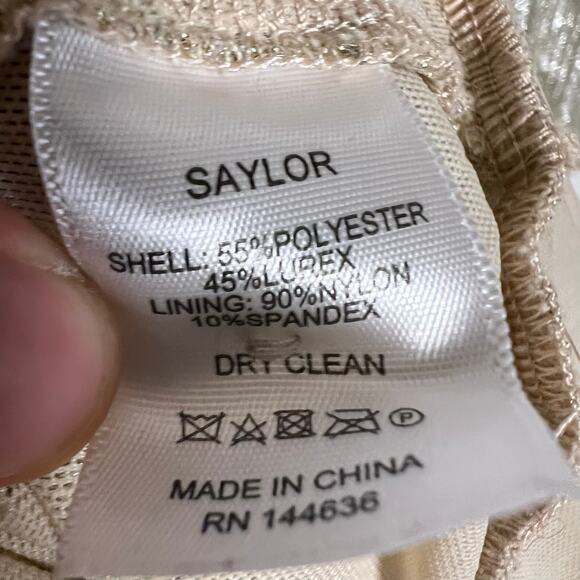 SAYLOR
SHELL: 55%POLYESTER
45%LUREX
LINING: 90%NYLON
10%SPANDEX
DRY CLEAN
P
MADE IN CHINA
RN 144636